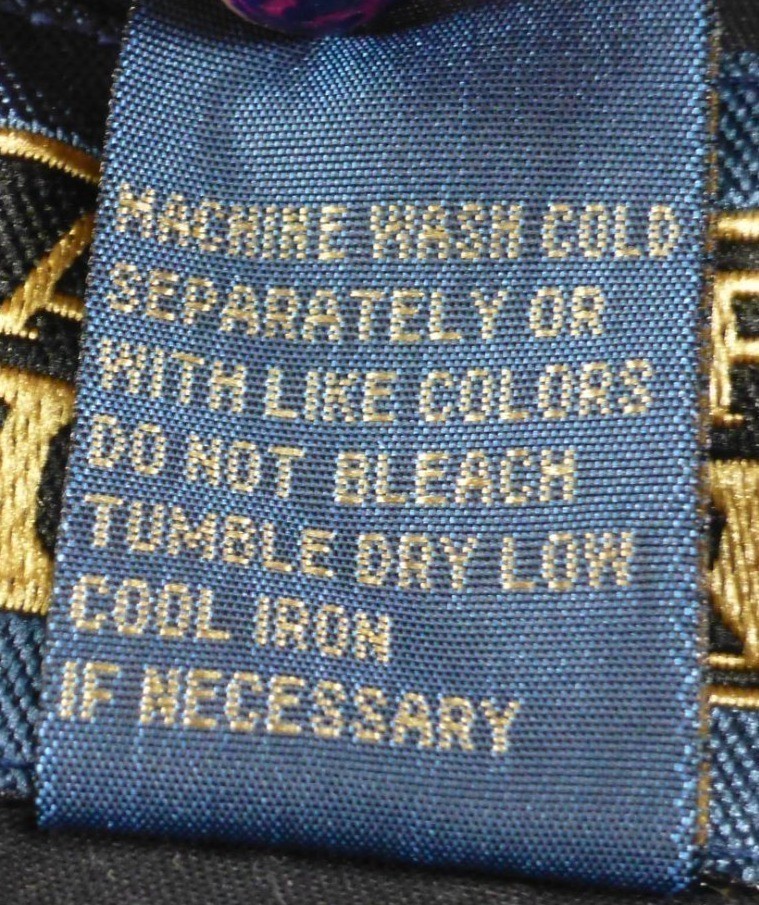 MACHINE WASH COLD
SEPARATELY OR
WITH LIKE COLORS
DO NOT BLEACH
TUMBLE DRY LOW
COOL IRON
IF NECESSARY